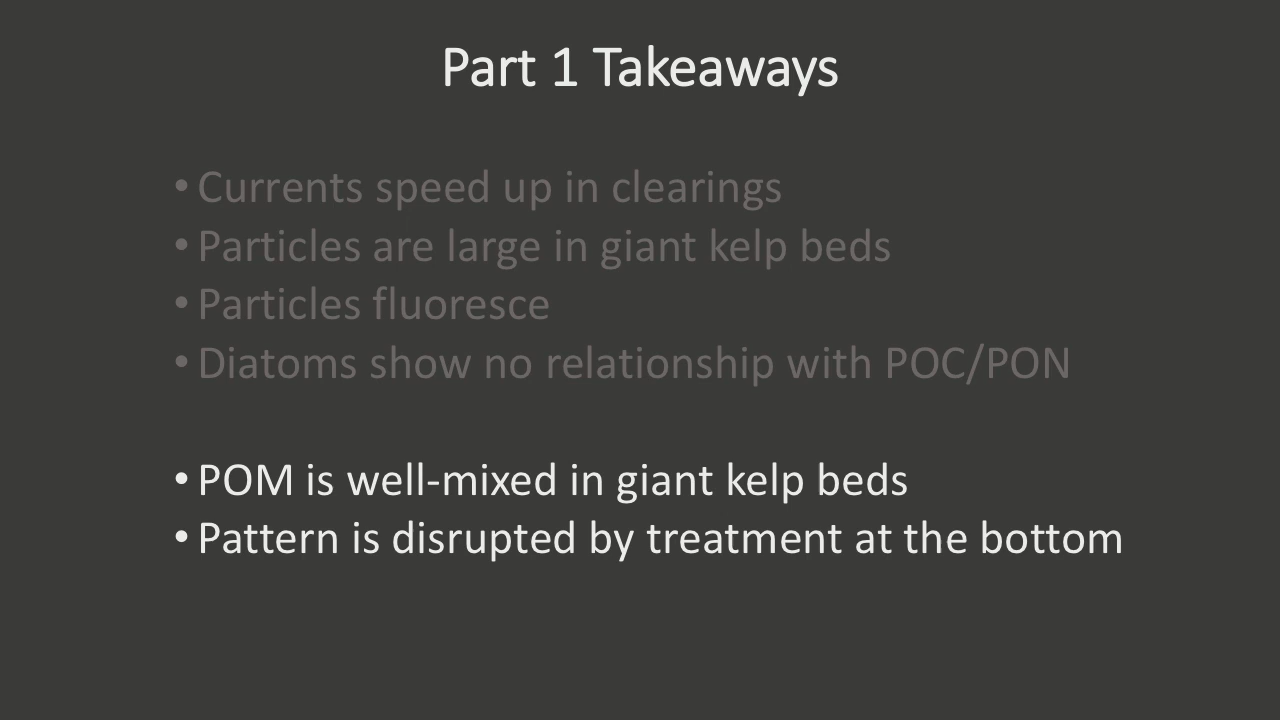 Part 1 Takeaways
• Currents speed up in clearings
• Particles are large in giant kelp beds
• Particles fluoresce
• Diatoms show no relationship with POC/PON
• POM is well-mixed in giant kelp beds
• Pattern is disrupted by treatment at the bottom